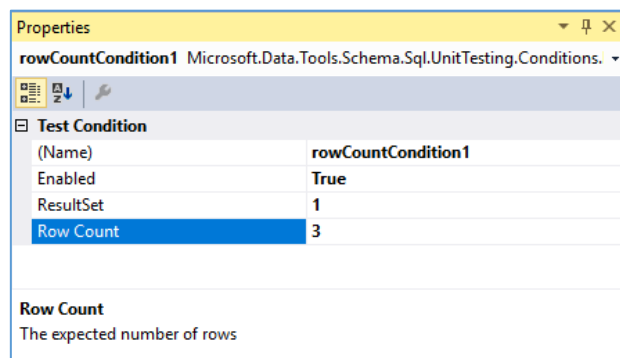 Properties
rowCountCondition1 Microsoft.Data.Tools.Schema.Sql.UnitTesting.Conditions.
Test Condition
(Name) rowCountCondition1
Enabled True
ResultSet 1
Row Count 3
Row Count
The expected number of rows